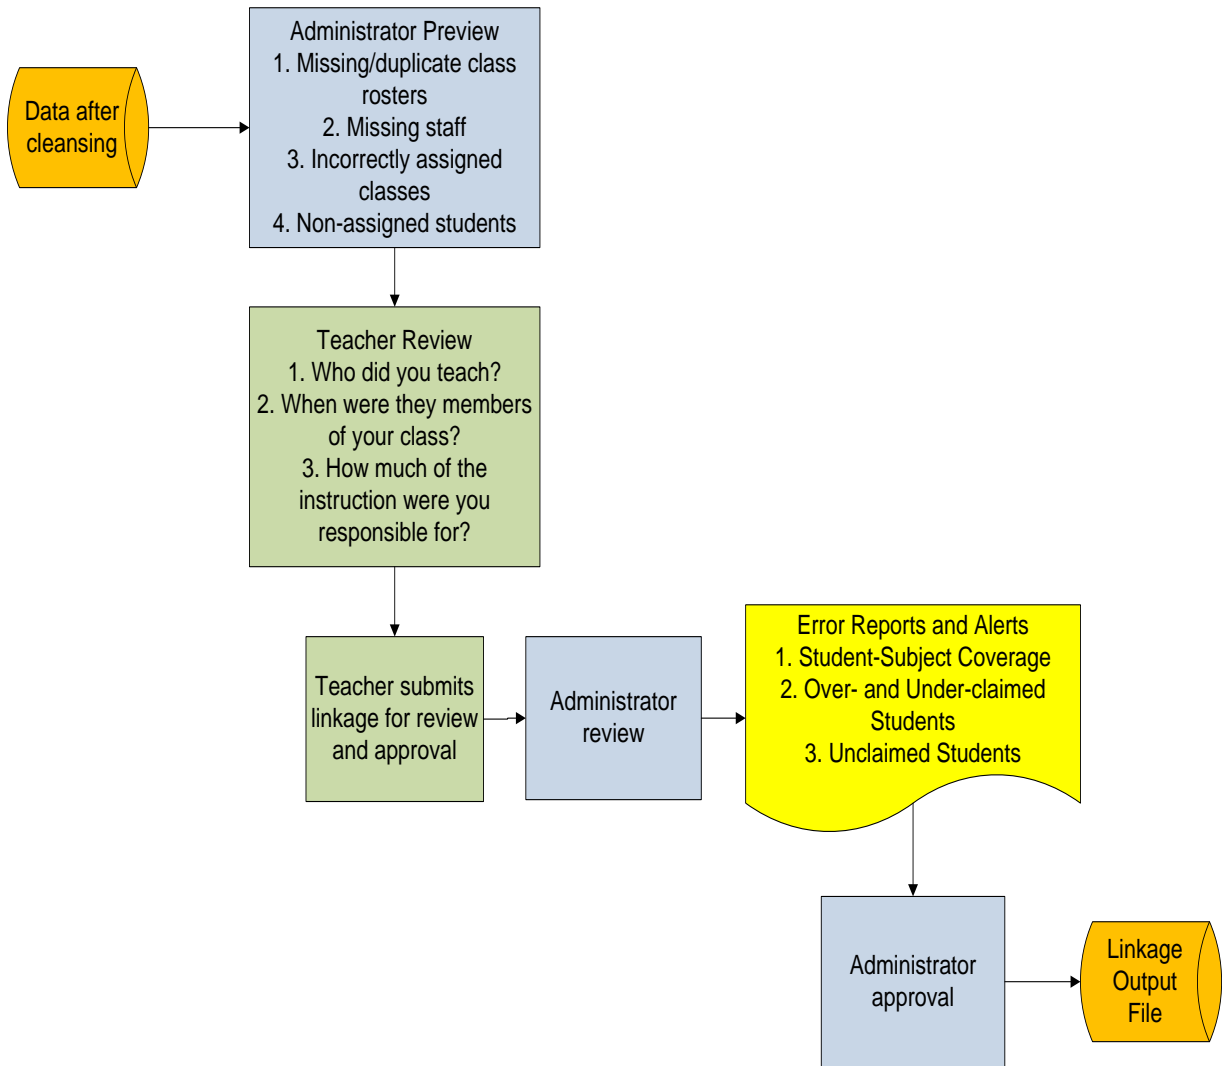 Data after
cleansing
Administrator Preview
1. Missing/duplicate class
rosters
2. Missing staff
3. Incorrectly assigned
classes
4. Non-assigned students
Teacher Review
1. Who did you teach?
2. When were they members
of your class?
3. How much of the
instruction were you
responsible for?
Teacher submits
linkage for review
and approval
Administrator
review
Error Reports and Alerts
1. Student-Subject Coverage
2. Over- and Under-claimed
Students
3. Unclaimed Students
Administrator
approval
Linkage
Output
File